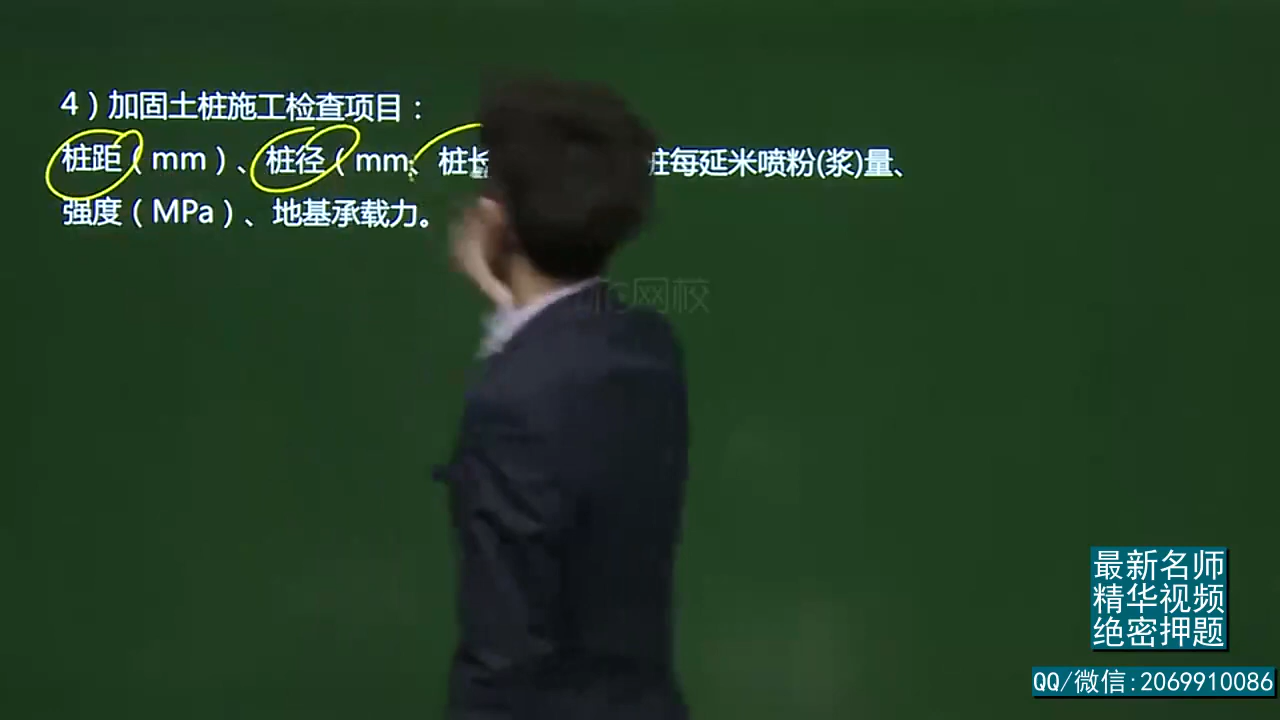 4）加固土桩施工检查项目：
桩距（mm）、桩径（mm、桩长 桩每延米喷粉(浆)量、
强度（MPa）、地基承载力。
网校
最新名师
精华视频
绝密押题
QQ/微信:2069910086